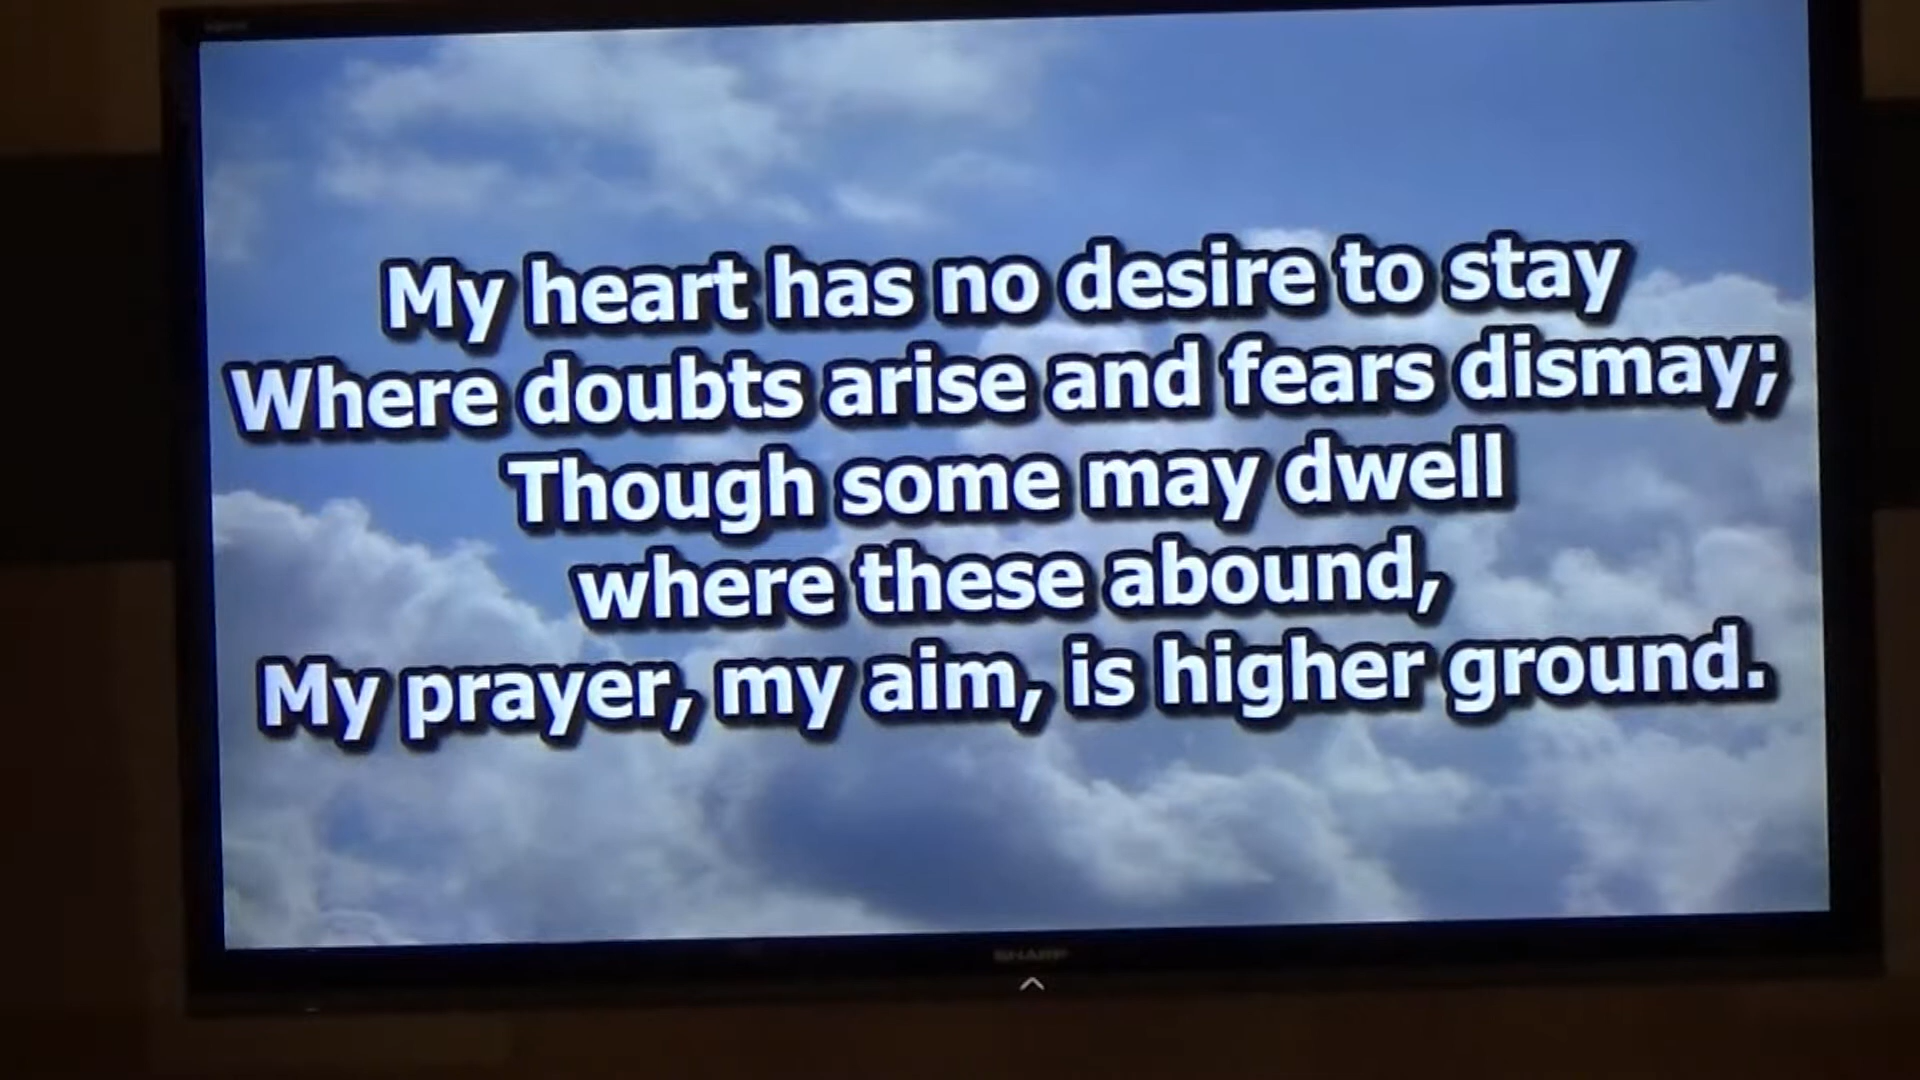 My heart has no desire to stay
Where doubts arise and fears dismay;
Though some may dwell
where these abound,
My prayer, my aim, is higher ground.
SHARP